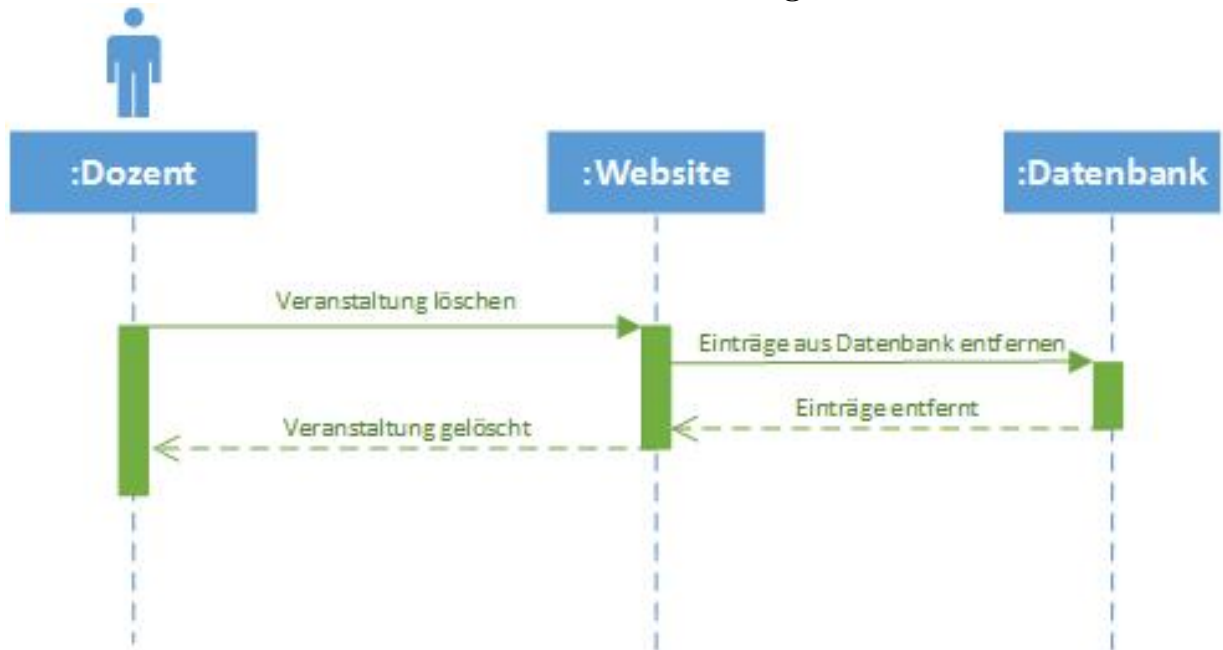 :Dozent
:Website
:Datenbank
Veranstaltung löschen
Einträge aus Datenbank entfernen
Einträge entfernt
Veranstaltung gelöscht